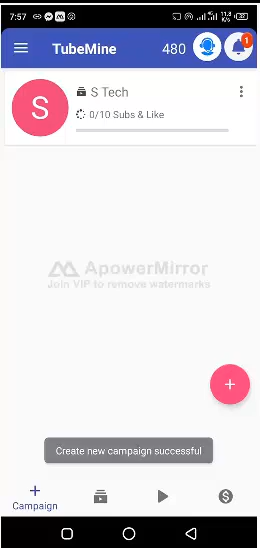 7:57
TubeMine
480
1
S
S Tech
0/10 Subs & Like
ApowerMirror
Join VIP to remove watermarks
+
Create new campaign successful
+
Campaign
$